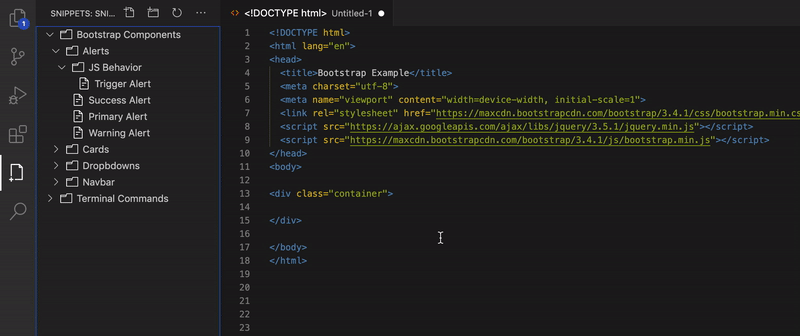 1
SNIPPETS: SNI...
<!DOCTYPE html> Untitled-1
Bootstrap Components
Alerts
JS Behavior
Trigger Alert
Success Alert
Primary Alert
Warning Alert
Cards
Dropbdowns
Navbar
Terminal Commands
1 <!DOCTYPE html>
2 <html lang="en">
3 <head>
4 <title>Bootstrap Example</title>
5 <meta charset="utf-8">
6 <meta name="viewport" content="width=device-width, initial-scale=1">
7 <link rel="stylesheet" href="https://maxcdn.bootstrapcdn.com/bootstrap/3.4.1/css/bootstrap.min.cs
8 <script src="https://ajax.googleapis.com/ajax/libs/jquery/3.5.1/jquery.min.js"></script>
9 <script src="https://maxcdn.bootstrapcdn.com/bootstrap/3.4.1/js/bootstrap.min.js"></script>
10 </head>
11 <body>
12
13 <div class="container">
14
15 </div>
16
17 </body>
18 </html>
19
20
21
22
23